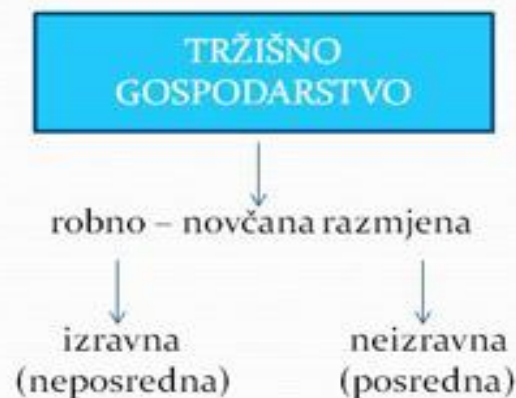 TRŽIŠNO
GOSPODARSTVO
robno – novčana razmjena
izravna
(neposredna)
neizravna
(posredna)